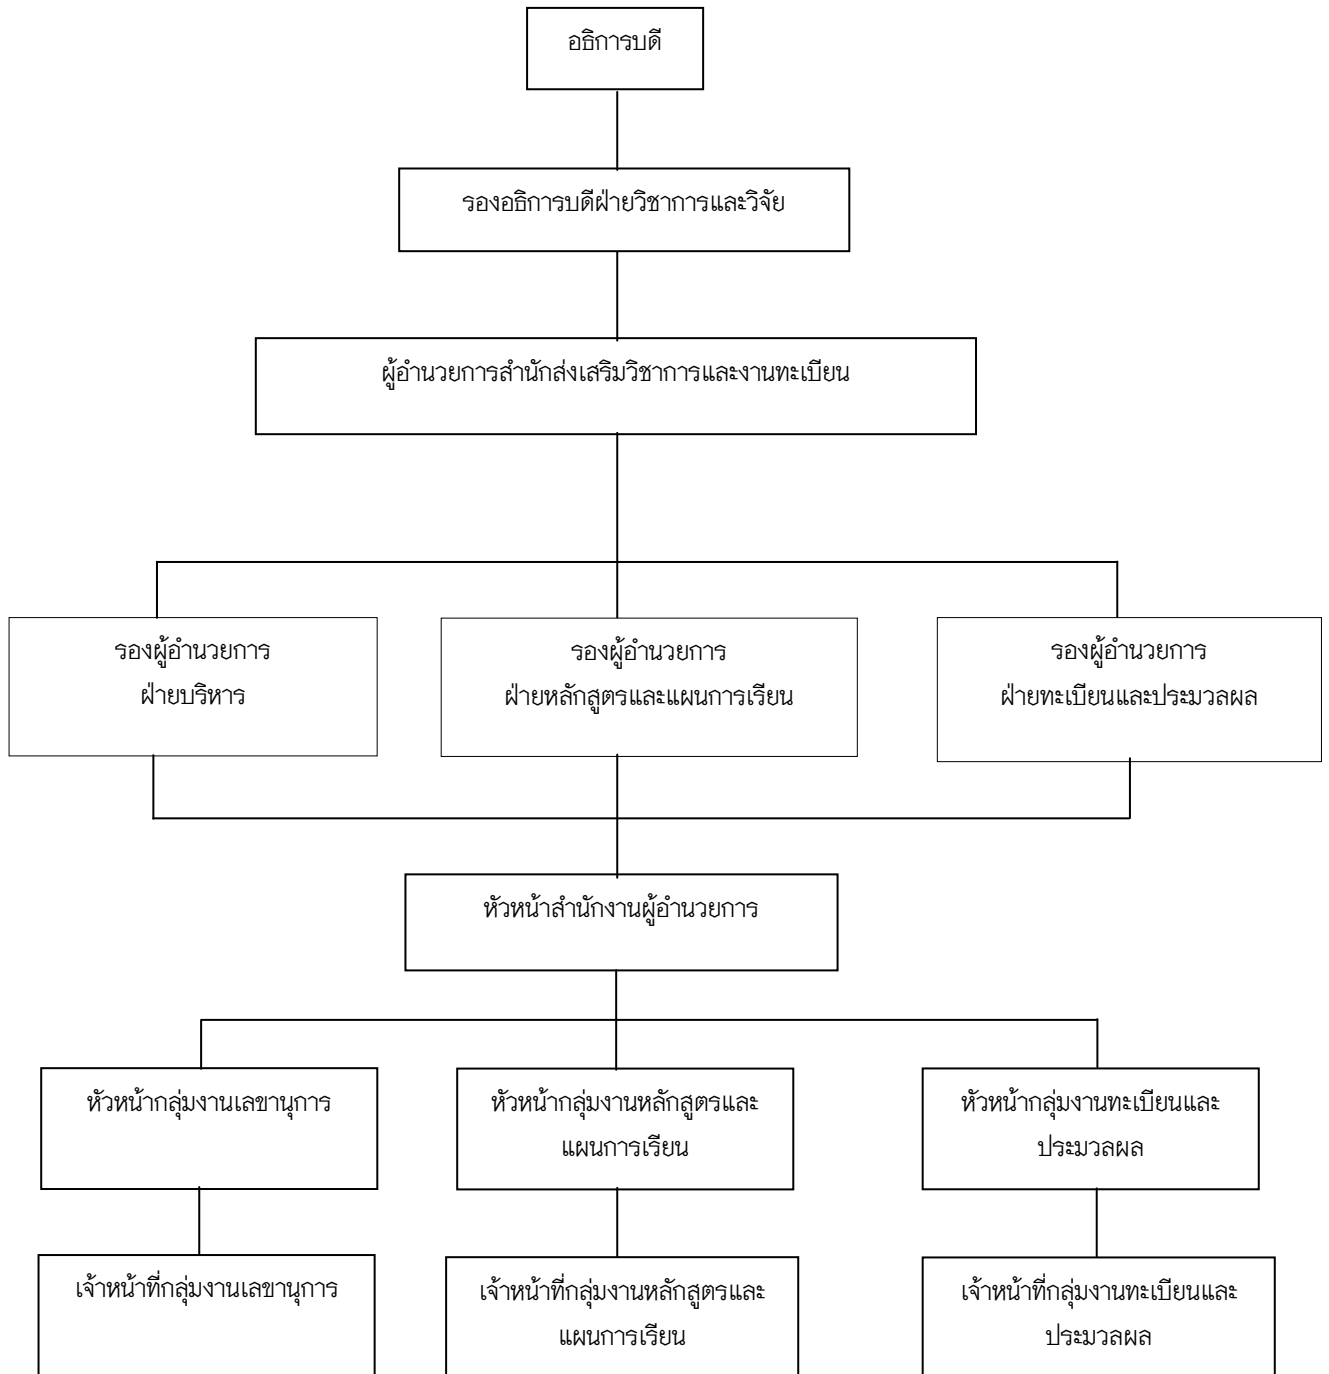 อธิการบดี
รองอธิการบดีฝ่ายวิชาการและวิจัย
ผู้อำนวยการสำนักส่งเสริมวิชาการและงานทะเบียน
รองผู้อำนวยการ
ฝ่ายบริหาร
รองผู้อำนวยการ
ฝ่ายหลักสูตรและแผนการเรียน
รองผู้อำนวยการ
ฝ่ายทะเบียนและประมวลผล
หัวหน้าสำนักงานผู้อำนวยการ
หัวหน้ากลุ่มงานเลขานุการ
หัวหน้ากลุ่มงานหลักสูตรและ
แผนการเรียน
หัวหน้ากลุ่มงานทะเบียนและ
ประมวลผล
เจ้าหน้าที่กลุ่มงานเลขานุการ
เจ้าหน้าที่กลุ่มงานหลักสูตรและ
แผนการเรียน
เจ้าหน้าที่กลุ่มงานทะเบียนและ
ประมวลผล